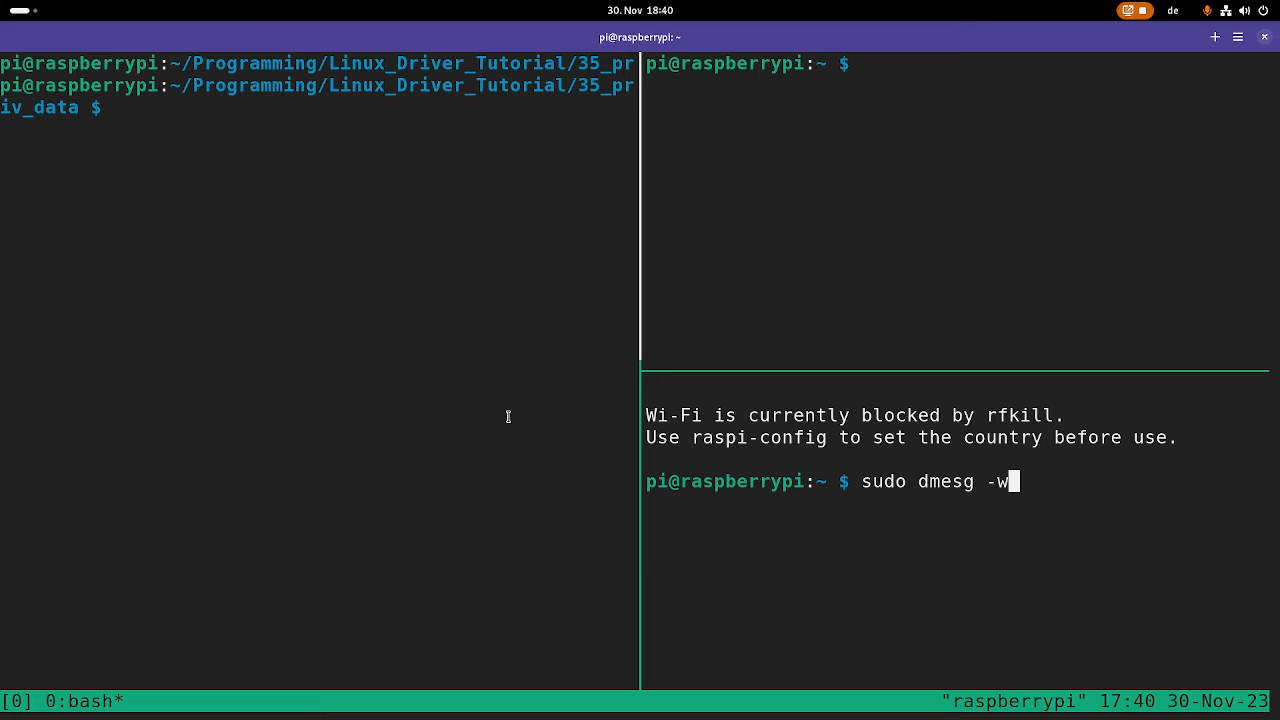 30. Nov 18:40
de
pi@raspberrypi: ~
pi@raspberrypi:~/Programming/Linux_Driver_Tutorial/35_pr
pi@raspberrypi:~/Programming/Linux_Driver_Tutorial/35_pr
iv_data $
pi@raspberrypi:~ $
Wi-Fi is currently blocked by rfkill.
Use raspi-config to set the country before use.
pi@raspberrypi:~ $ sudo dmesg -w
[0] 0:bash*
"raspberrypi" 17:40 30-Nov-23